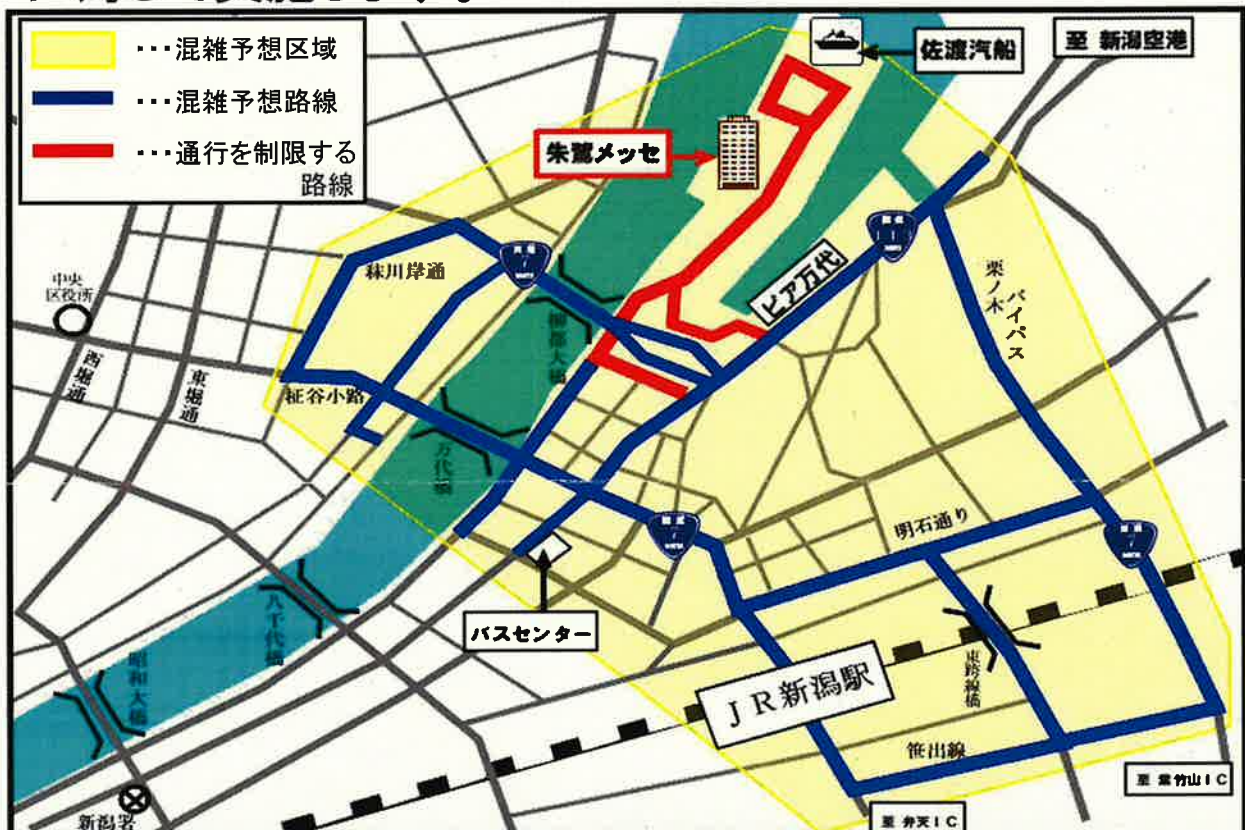 …混雑予想区域
…混雑予想路線
…通行を制限する
路線
佐渡汽船
至 新潟空港
朱鷺メッセ
ピア万代
秣川岸通
中央
区役所
西堀通
東堀通
柾谷小路
柳都大橋
万代橋
栗ノ木
バイパス
明石通り
バスセンター
八千代橋
昭和大橋
JR新潟駅
東跨線橋
笹出線
至 紫竹山IC
至 弁天IC
新潟署